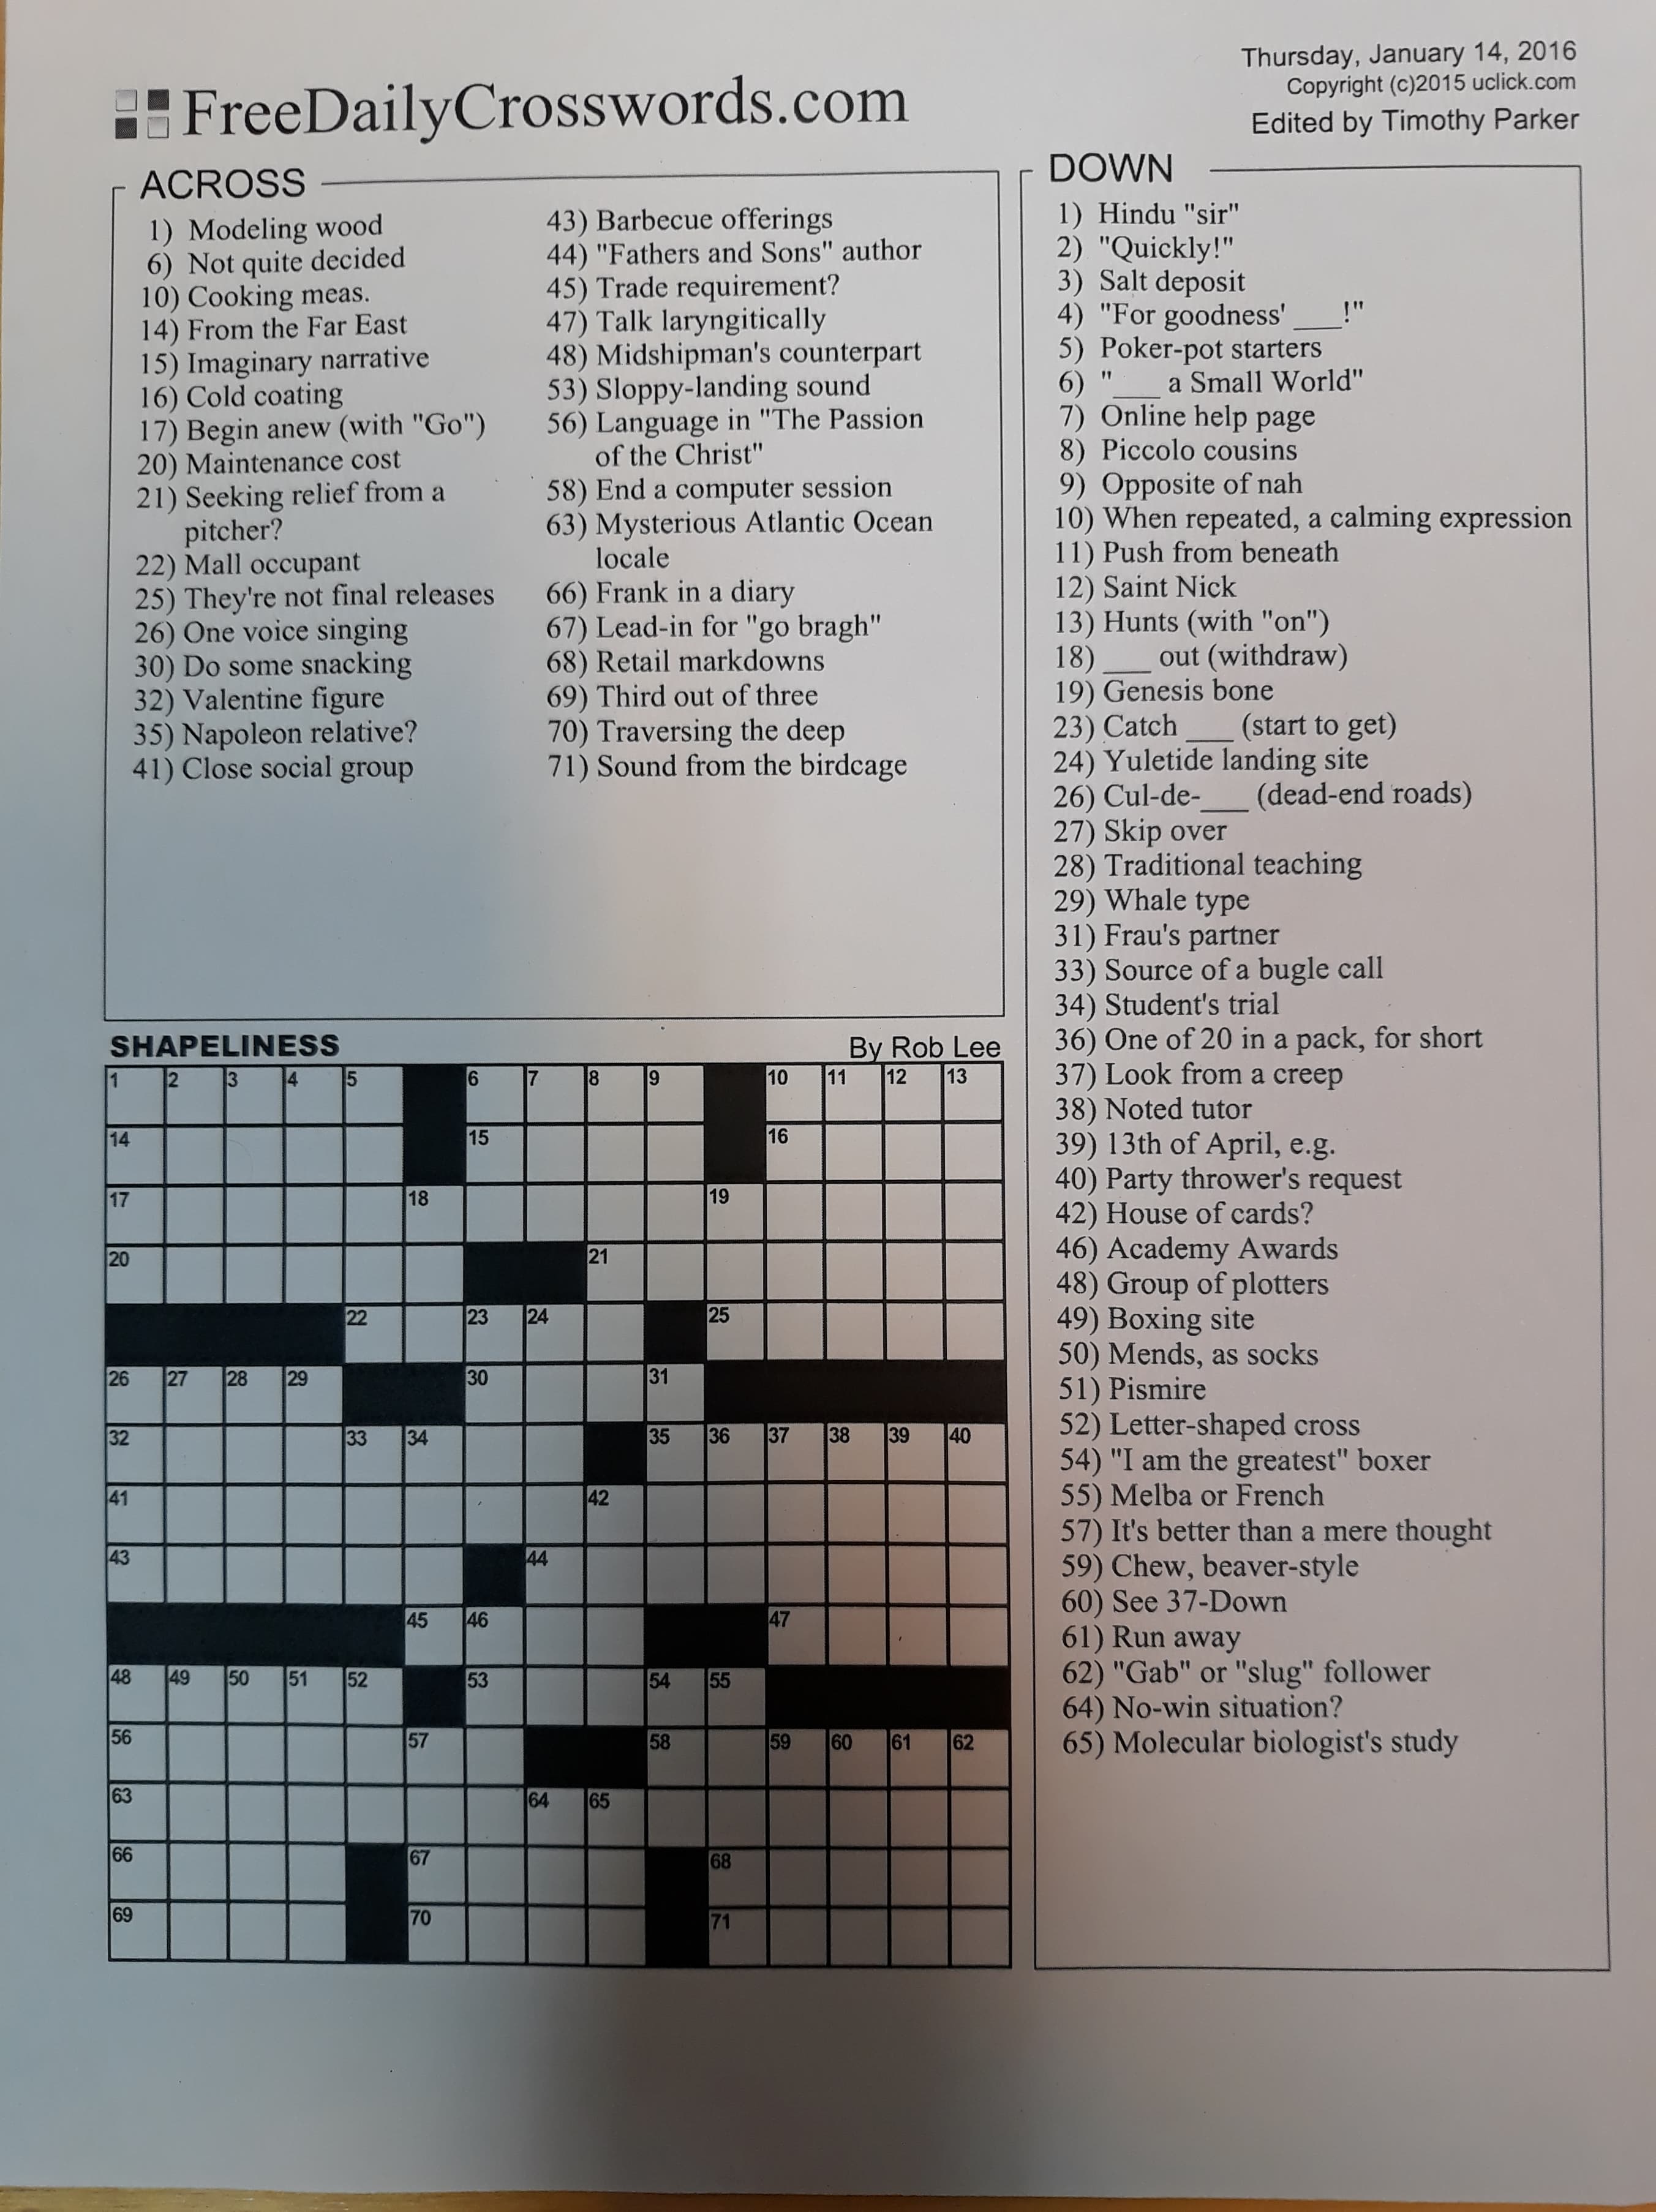 Thursday, January 14, 2016
Copyright (c)2015 uclick.com
Edited by Timothy Parker
FreeDailyCrosswords.com
ACROSS
1) Modeling wood
6) Not quite decided
10) Cooking meas.
14) From the Far East
15) Imaginary narrative
16) Cold coating
17) Begin anew (with "Go")
20) Maintenance cost
21) Seeking relief from a
pitcher?
22) Mall occupant
25) They're not final releases
26) One voice singing
30) Do some snacking
32) Valentine figure
35) Napoleon relative?
41) Close social group
43) Barbecue offerings
44) "Fathers and Sons" author
45) Trade requirement?
47) Talk laryngitically
48) Midshipman's counterpart
53) Sloppy-landing sound
56) Language in "The Passion
of the Christ"
58) End a computer session
63) Mysterious Atlantic Ocean
locale
66) Frank in a diary
67) Lead-in for "go bragh"
68) Retail markdowns
69) Third out of three
70) Traversing the deep
71) Sound from the birdcage
DOWN
1) Hindu "sir"
2) "Quickly!"
3) Salt deposit
4) "For goodness' ___!"
5) Poker-pot starters
6) "___ a Small World"
7) Online help page
8) Piccolo cousins
9) Opposite of nah
10) When repeated, a calming expression
11) Push from beneath
12) Saint Nick
13) Hunts (with "on")
18) ___ out (withdraw)
19) Genesis bone
23) Catch ___ (start to get)
24) Yuletide landing site
26) Cul-de-___ (dead-end roads)
27) Skip over
28) Traditional teaching
29) Whale type
31) Frau's partner
33) Source of a bugle call
34) Student's trial
36) One of 20 in a pack, for short
37) Look from a creep
38) Noted tutor
39) 13th of April, e.g.
40) Party thrower's request
42) House of cards?
46) Academy Awards
48) Group of plotters
49) Boxing site
50) Mends, as socks
51) Pismire
52) Letter-shaped cross
54) "I am the greatest" boxer
55) Melba or French
57) It's better than a mere thought
59) Chew, beaver-style
60) See 37-Down
61) Run away
62) "Gab" or "slug" follower
64) No-win situation?
65) Molecular biologist's study
SHAPELINESS
By Rob Lee
1 2 3 4 5 6 7 8 9 10 11 12 13
14 15 16
17 18 19
20 21
22 23 24 25
26 27 28 29 30 31
32 33 34 35 36 37 38 39 40
41 42
43 44
45 46 47
48 49 50 51 52 53 54 55
56 57 58 59 60 61 62
63 64 65
66 67 68
69 70 71